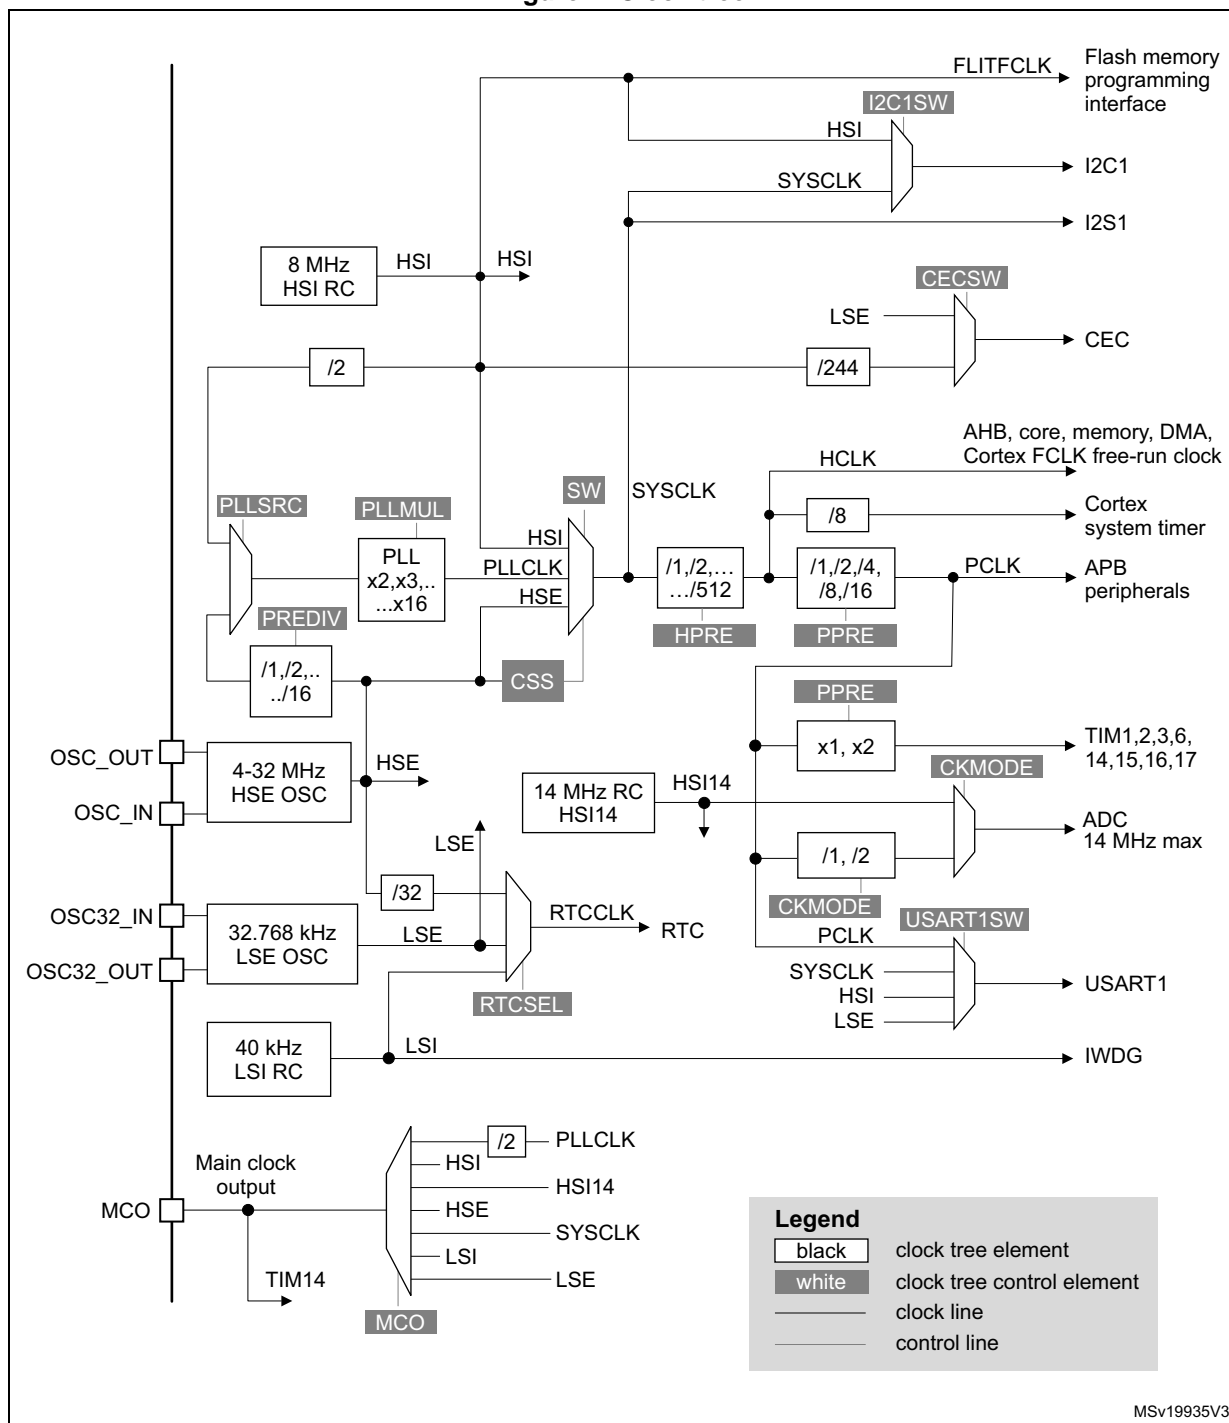 FLITFCLK
Flash memory
programming
interface
I2C1SW
HSI
I2C1
SYSCLK
I2S1
8 MHz
HSI RC
HSI
HSI
CECSW
LSE
CEC
/2
/244
AHB, core, memory, DMA,
Cortex FCLK free-run clock
HCLK
PLLSRC
PLLMUL
SW
SYSCLK
/8
Cortex
system timer
PLL
x2,x3,..
...x16
HSI
PLLCLK
HSE
/1,/2,…
…/512
/1,/2,/4,
/8,/16
PCLK
APB
peripherals
PREDIV
HPRE
PPRE
/1,/2,..
../16
CSS
PPRE
OSC_OUT
OSC_IN
4-32 MHz
HSE OSC
HSE
x1, x2
TIM1,2,3,6,
14,15,16,17
14 MHz RC
HSI14
HSI14
CKMODE
ADC
14 MHz max
LSE
/1, /2
CKMODE
/32
OSC32_IN
OSC32_OUT
32.768 kHz
LSE OSC
LSE
RTCCLK
RTC
RTCSEL
USART1SW
PCLK
SYSCLK
HSI
LSE
USART1
40 kHz
LSI RC
LSI
IWDG
/2
PLLCLK
HSI
HSI14
HSE
SYSCLK
LSI
LSE
Main clock
output
MCO
TIM14
MCO
Legend
black
clock tree element
white
clock tree control element
clock line
control line
MSv19935V3